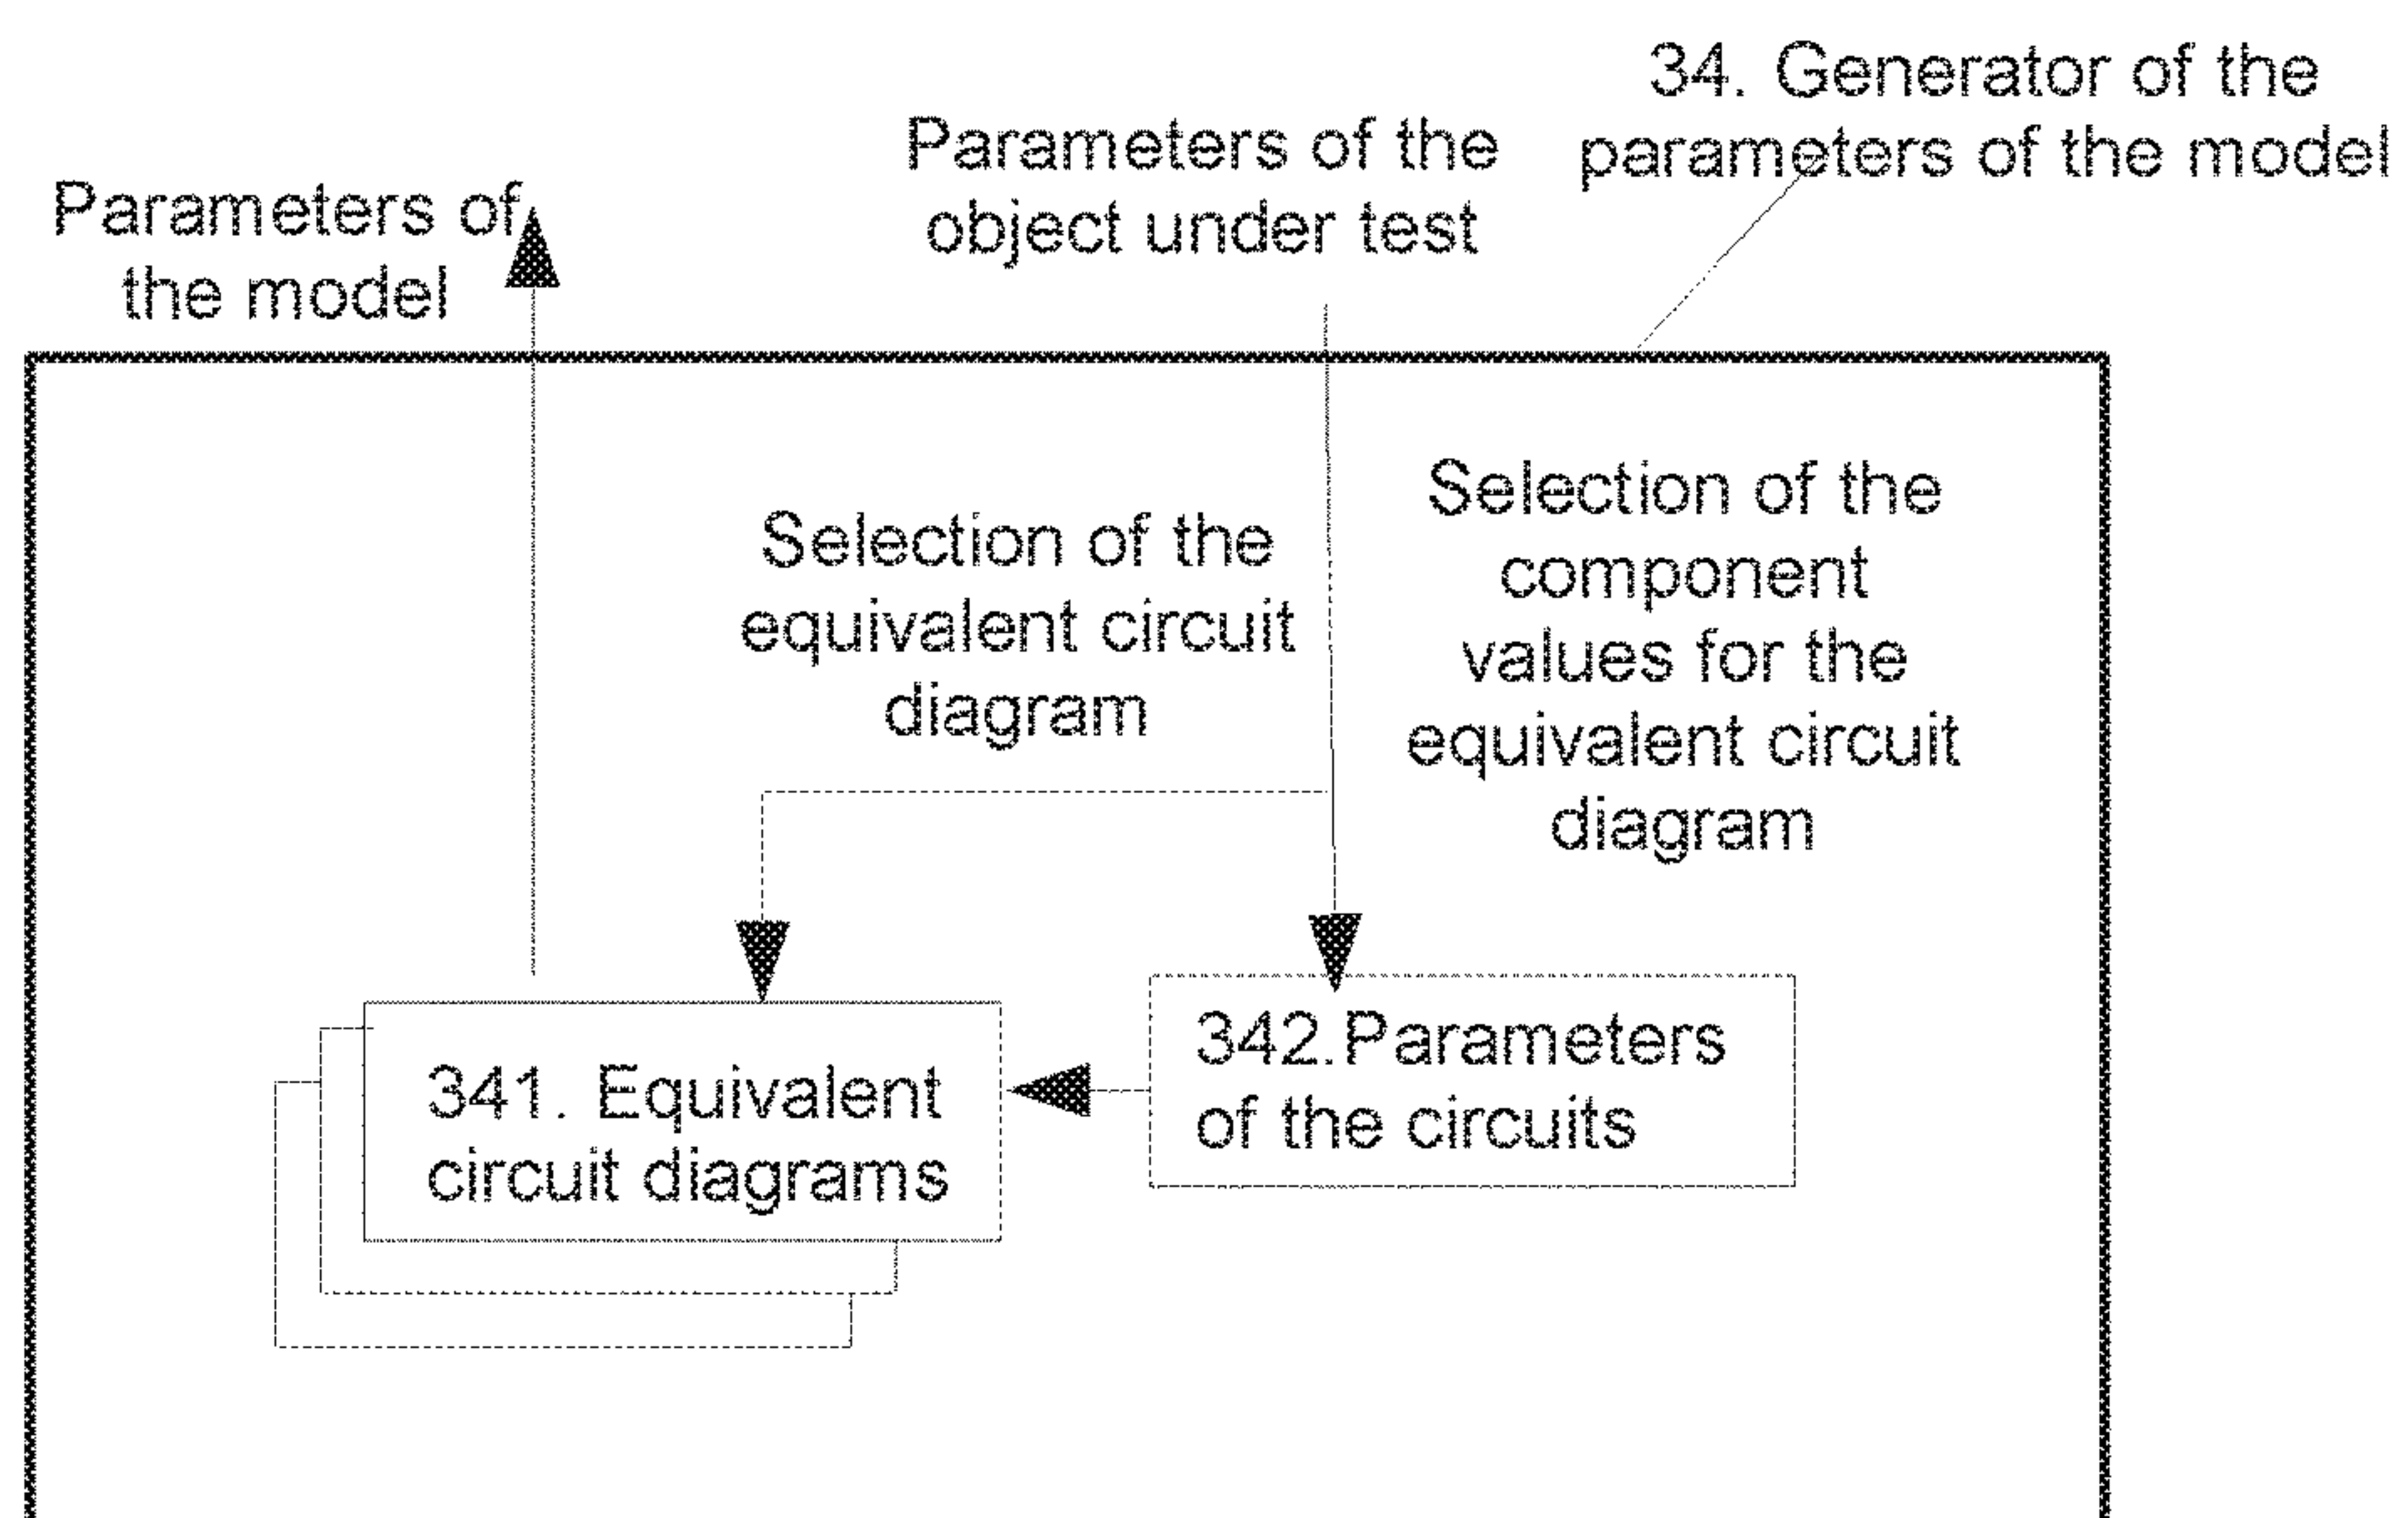 34. Generator of the
parameters of the model
Parameters of the
object under test
Parameters of
the model
Selection of the
equivalent circuit
diagram
Selection of the
component
values for the
equivalent circuit
diagram
341. Equivalent
circuit diagrams
342.Parameters
of the circuits